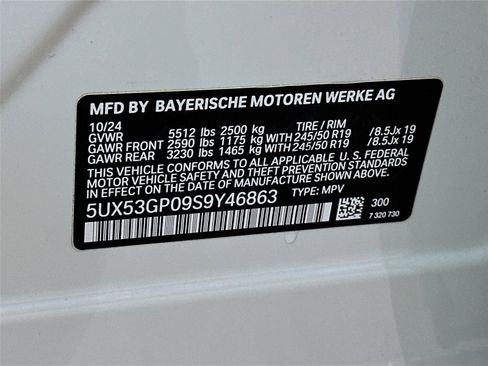 MFD BY BAYERISCHE MOTOREN WERKE AG
10/24 TIRE / RIM
GVWR 5512 lbs 2500 kg
GAWR FRONT 2590 lbs 1175 kg WITH 245/50 R19 /8.5Jx 19
GAWR REAR 3230 lbs 1465 kg WITH 245/50 R19 /8.5Jx 19
THIS VEHICLE CONFORMS TO ALL APPLICABLE U.S. FEDERAL
MOTOR VEHICLE SAFETY AND THEFT PREVENTION STANDARDS
IN EFFECT ON THE DATE OF MANUFACTURE SHOWN ABOVE.
5UX53GP09S9Y46863 TYPE: MPV
300
7 320 730